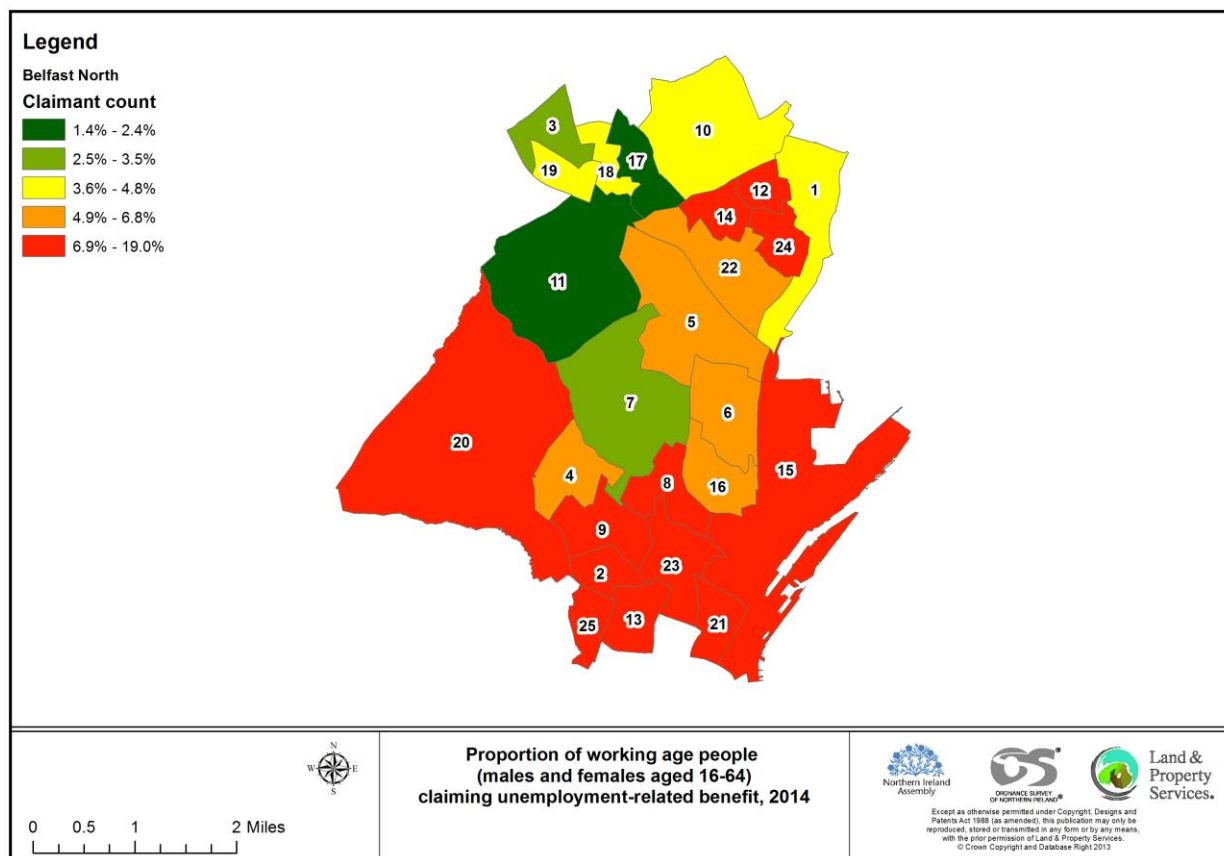 Legend
Belfast North
Claimant count
1.4% - 2.4%
2.5% - 3.5%
3.6% - 4.8%
4.9% - 6.8%
6.9% - 19.0%
3
10
17
19
18
12
1
14
24
22
11
5
7
6
20
15
4
8
16
9
23
2
25
13
21
N
W E
S
0 0.5 1 2 Miles
Proportion of working age people
(males and females aged 16-64)
claiming unemployment-related benefit, 2014
Northern Ireland
Assembly
OS®
ORDNANCE SURVEY
OF NORTHERN IRELAND®
Land &
Property
Services.
Except as otherwise permitted under Copyright, Designs and
Patents Act 1988 (as amended), this publication may only be
reproduced, stored or transmitted in any form or by any means,
with the prior permission of Land & Property Services.
© Crown Copyright and Database Right 2013